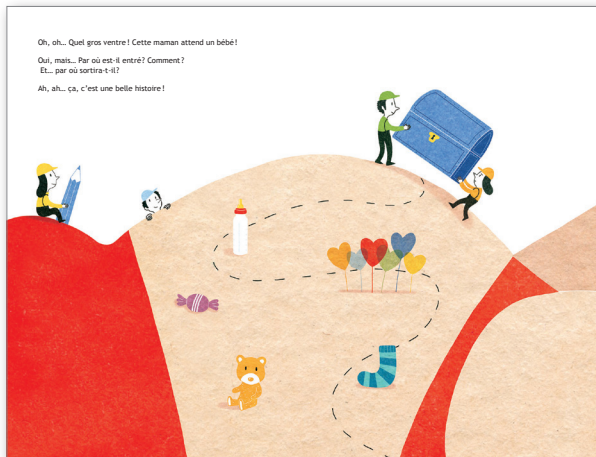 Oh, oh… Quel gros ventre ! Cette maman attend un bébé !
Oui, mais… Par où est-il entré ? Comment ?
Et… par où sortira-t-il ?
Ah, ah… ça, c'est une belle histoire !